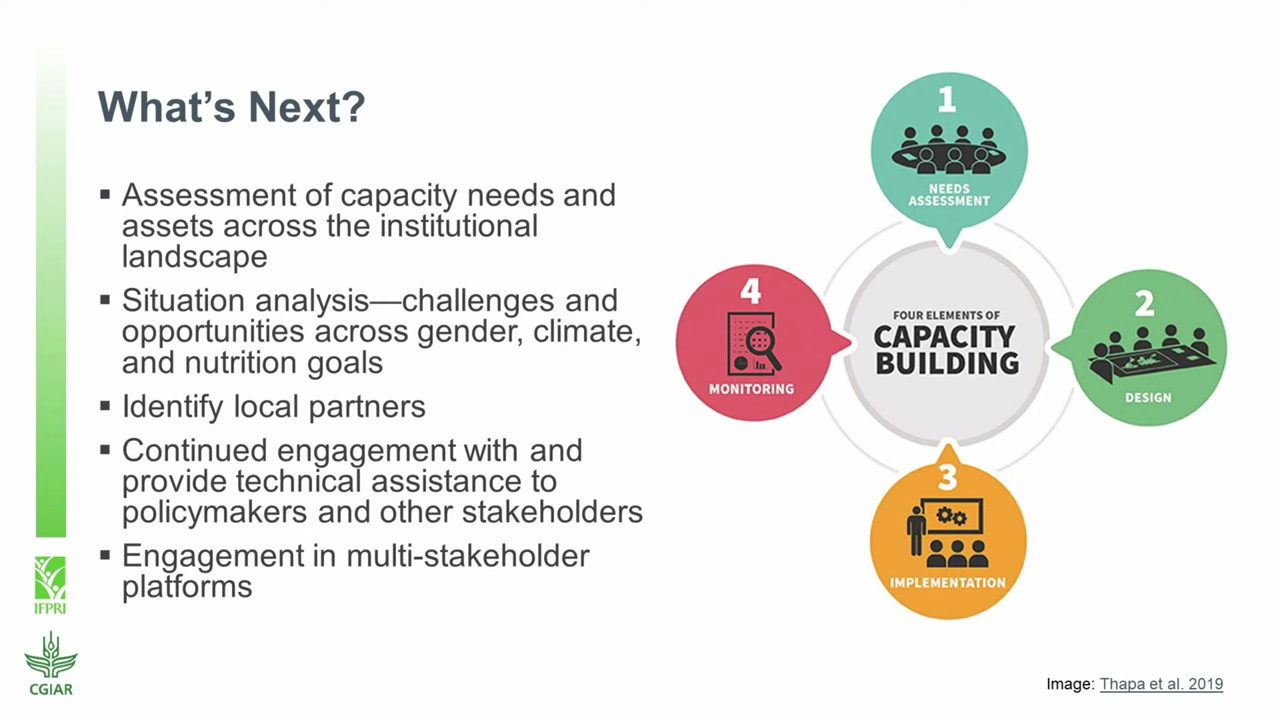 What’s Next?
▪ Assessment of capacity needs and
assets across the institutional
landscape
▪ Situation analysis—challenges and
opportunities across gender, climate,
and nutrition goals
▪ Identify local partners
▪ Continued engagement with and
provide technical assistance to
policymakers and other stakeholders
▪ Engagement in multi-stakeholder
platforms
1
NEEDS
ASSESSMENT
2
DESIGN
3
IMPLEMENTATION
4
MONITORING
FOUR ELEMENTS OF
CAPACITY
BUILDING
IFPRI
CGIAR
Image: Thapa et al. 2019